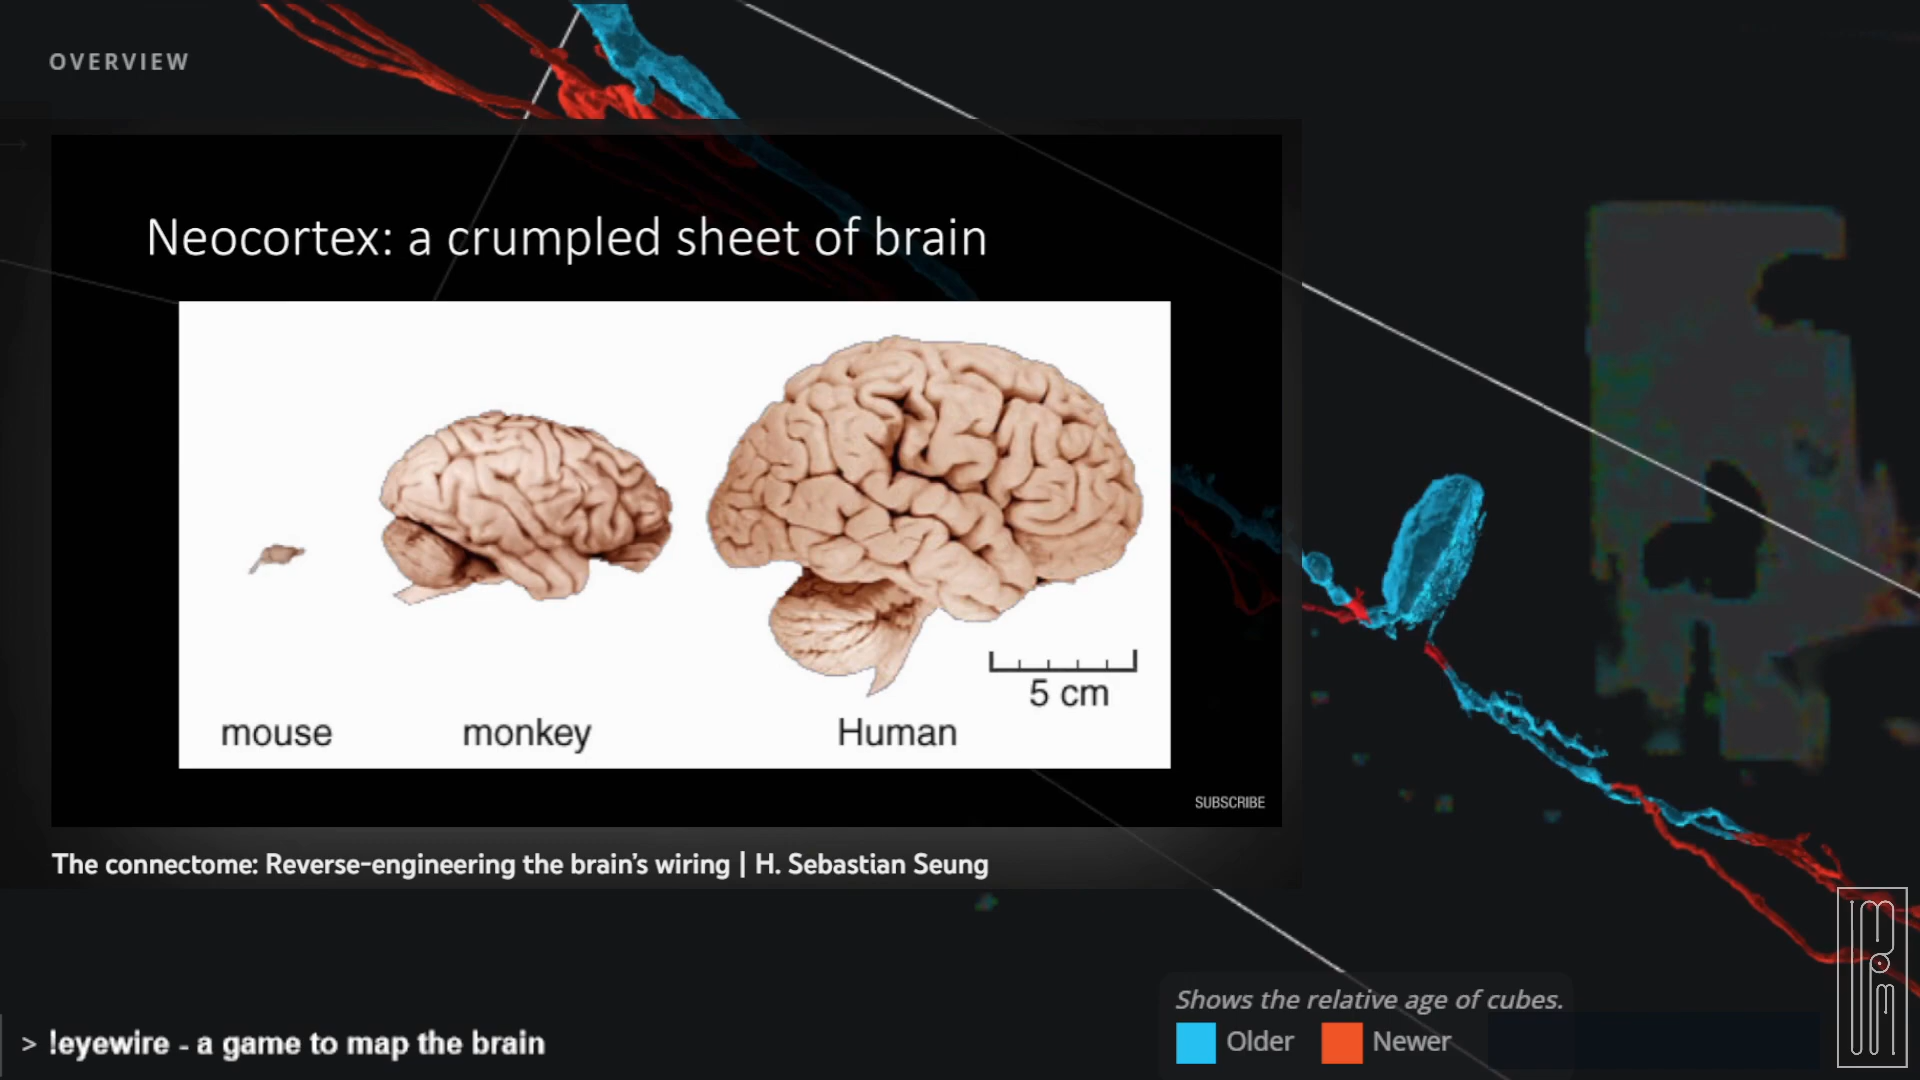 OVERVIEW
Neocortex: a crumpled sheet of brain
5 cm
mouse monkey Human
SUBSCRIBE
The connectome: Reverse-engineering the brain's wiring | H. Sebastian Seung
Shows the relative age of cubes.
Older Newer
> !eyewire - a game to map the brain